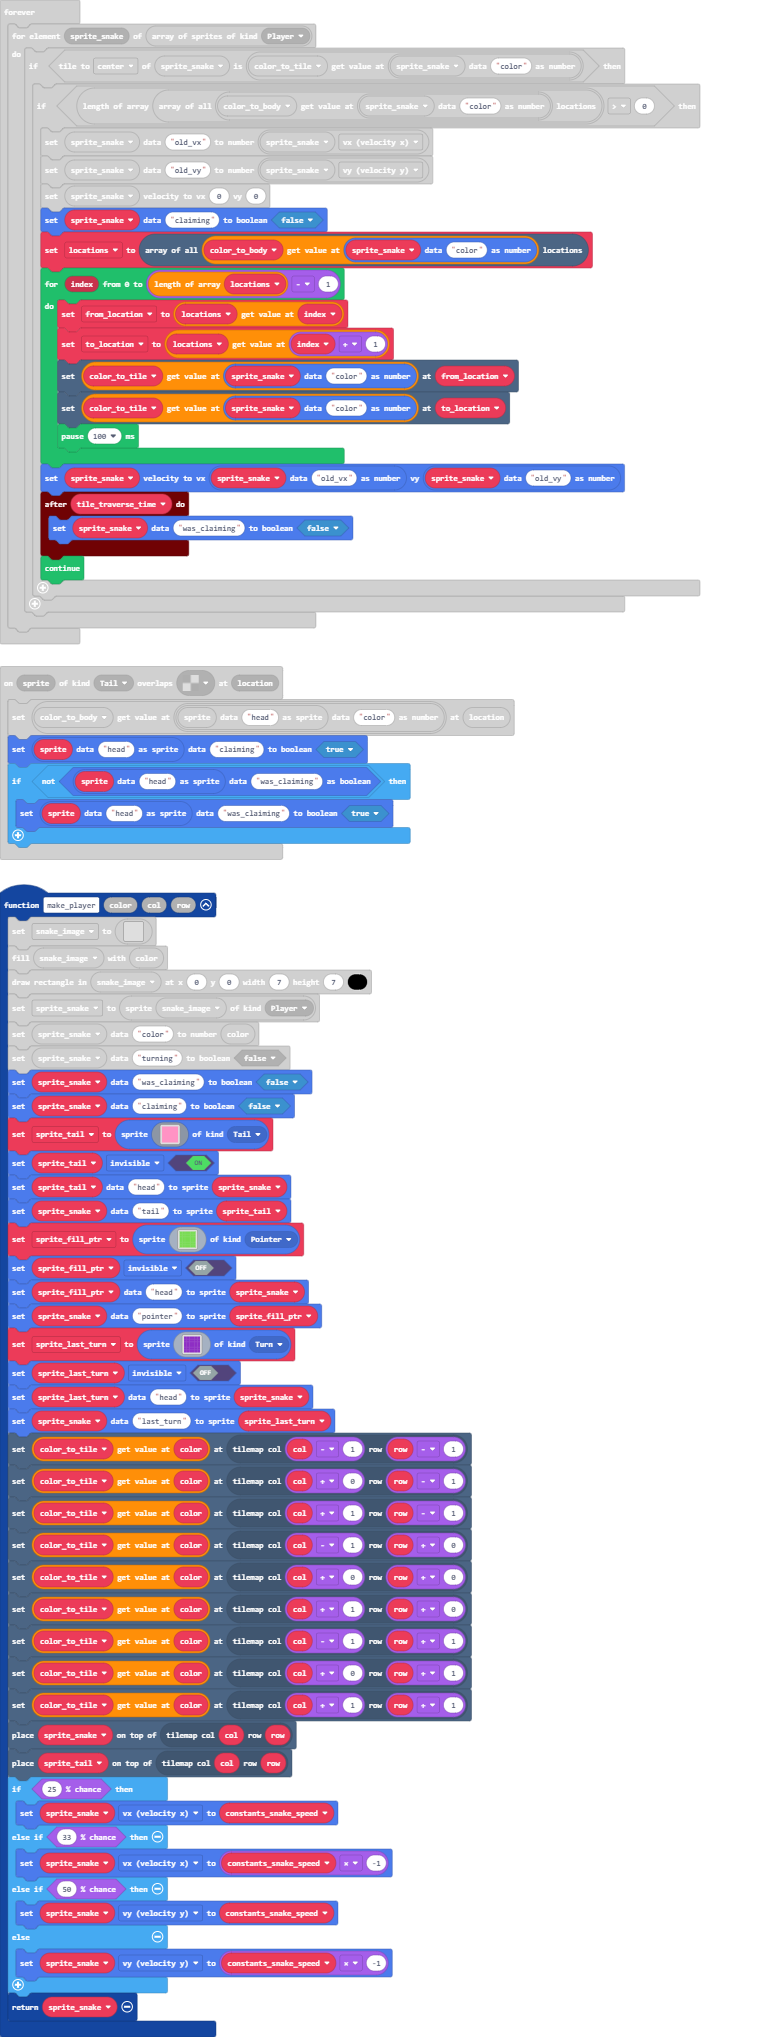 forever
for element sprite_snake of array of sprites of kind Player
do
if tile to center of sprite_snake is color_to_tile get value at sprite_snake data "color" as number then
if length of array array of all color_to_body get value at sprite_snake data "color" as number locations > 0 then
set sprite_snake data "old_vx" to number sprite_snake vx (velocity x)
set sprite_snake data "old_vy" to number sprite_snake vy (velocity y)
set sprite_snake velocity to vx 0 vy 0
set sprite_snake data "claiming" to boolean false
set locations to array of all color_to_body get value at sprite_snake data "color" as number locations
for index from 0 to length of array locations - 1
do
set from_location to locations get value at index
set to_location to locations get value at index + 1
set color_to_tile get value at sprite_snake data "color" as number at from_location
set color_to_tile get value at sprite_snake data "color" as number at to_location
pause 100 ms
set sprite_snake velocity to vx sprite_snake data "old_vx" as number vy sprite_snake data "old_vy" as number
after tile_traverse_time do
set sprite_snake data "was_claiming" to boolean false
continue
on sprite of kind Tail overlaps at location
set color_to_body get value at sprite data "head" as sprite data "color" as number at location
set sprite data "head" as sprite data "claiming" to boolean true
if not sprite data "head" as sprite data "was_claiming" as boolean then
set sprite data "head" as sprite data "was_claiming" to boolean true
function make_player color col row
set snake_image to
fill snake_image with color
draw rectangle in snake_image at x 0 y 0 width 7 height 7
set sprite_snake to sprite snake_image of kind Player
set sprite_snake data "color" to number color
set sprite_snake data "turning" to boolean false
set sprite_snake data "was_claiming" to boolean false
set sprite_snake data "claiming" to boolean false
set sprite_tail to sprite of kind Tail
set sprite_tail invisible ON
set sprite_tail data "head" to sprite sprite_snake
set sprite_snake data "tail" to sprite sprite_tail
set sprite_fill_ptr to sprite of kind Pointer
set sprite_fill_ptr invisible OFF
set sprite_fill_ptr data "head" to sprite sprite_snake
set sprite_snake data "pointer" to sprite sprite_fill_ptr
set sprite_last_turn to sprite of kind Turn
set sprite_last_turn invisible OFF
set sprite_last_turn data "head" to sprite sprite_snake
set sprite_snake data "last_turn" to sprite sprite_last_turn
set color_to_tile get value at color at tilemap col col - 1 row row - 1
set color_to_tile get value at color at tilemap col col + 0 row row - 1
set color_to_tile get value at color at tilemap col col + 1 row row - 1
set color_to_tile get value at color at tilemap col col - 1 row row + 0
set color_to_tile get value at color at tilemap col col + 0 row row + 0
set color_to_tile get value at color at tilemap col col + 1 row row + 0
set color_to_tile get value at color at tilemap col col - 1 row row + 1
set color_to_tile get value at color at tilemap col col + 0 row row + 1
set color_to_tile get value at color at tilemap col col + 1 row row + 1
place sprite_snake on top of tilemap col col row row
place sprite_tail on top of tilemap col col row row
if 25 % chance then
set sprite_snake vx (velocity x) to constants_snake_speed
else if 33 % chance then
set sprite_snake vx (velocity x) to constants_snake_speed × -1
else if 50 % chance then
set sprite_snake vy (velocity y) to constants_snake_speed
else
set sprite_snake vy (velocity y) to constants_snake_speed × -1
return sprite_snake